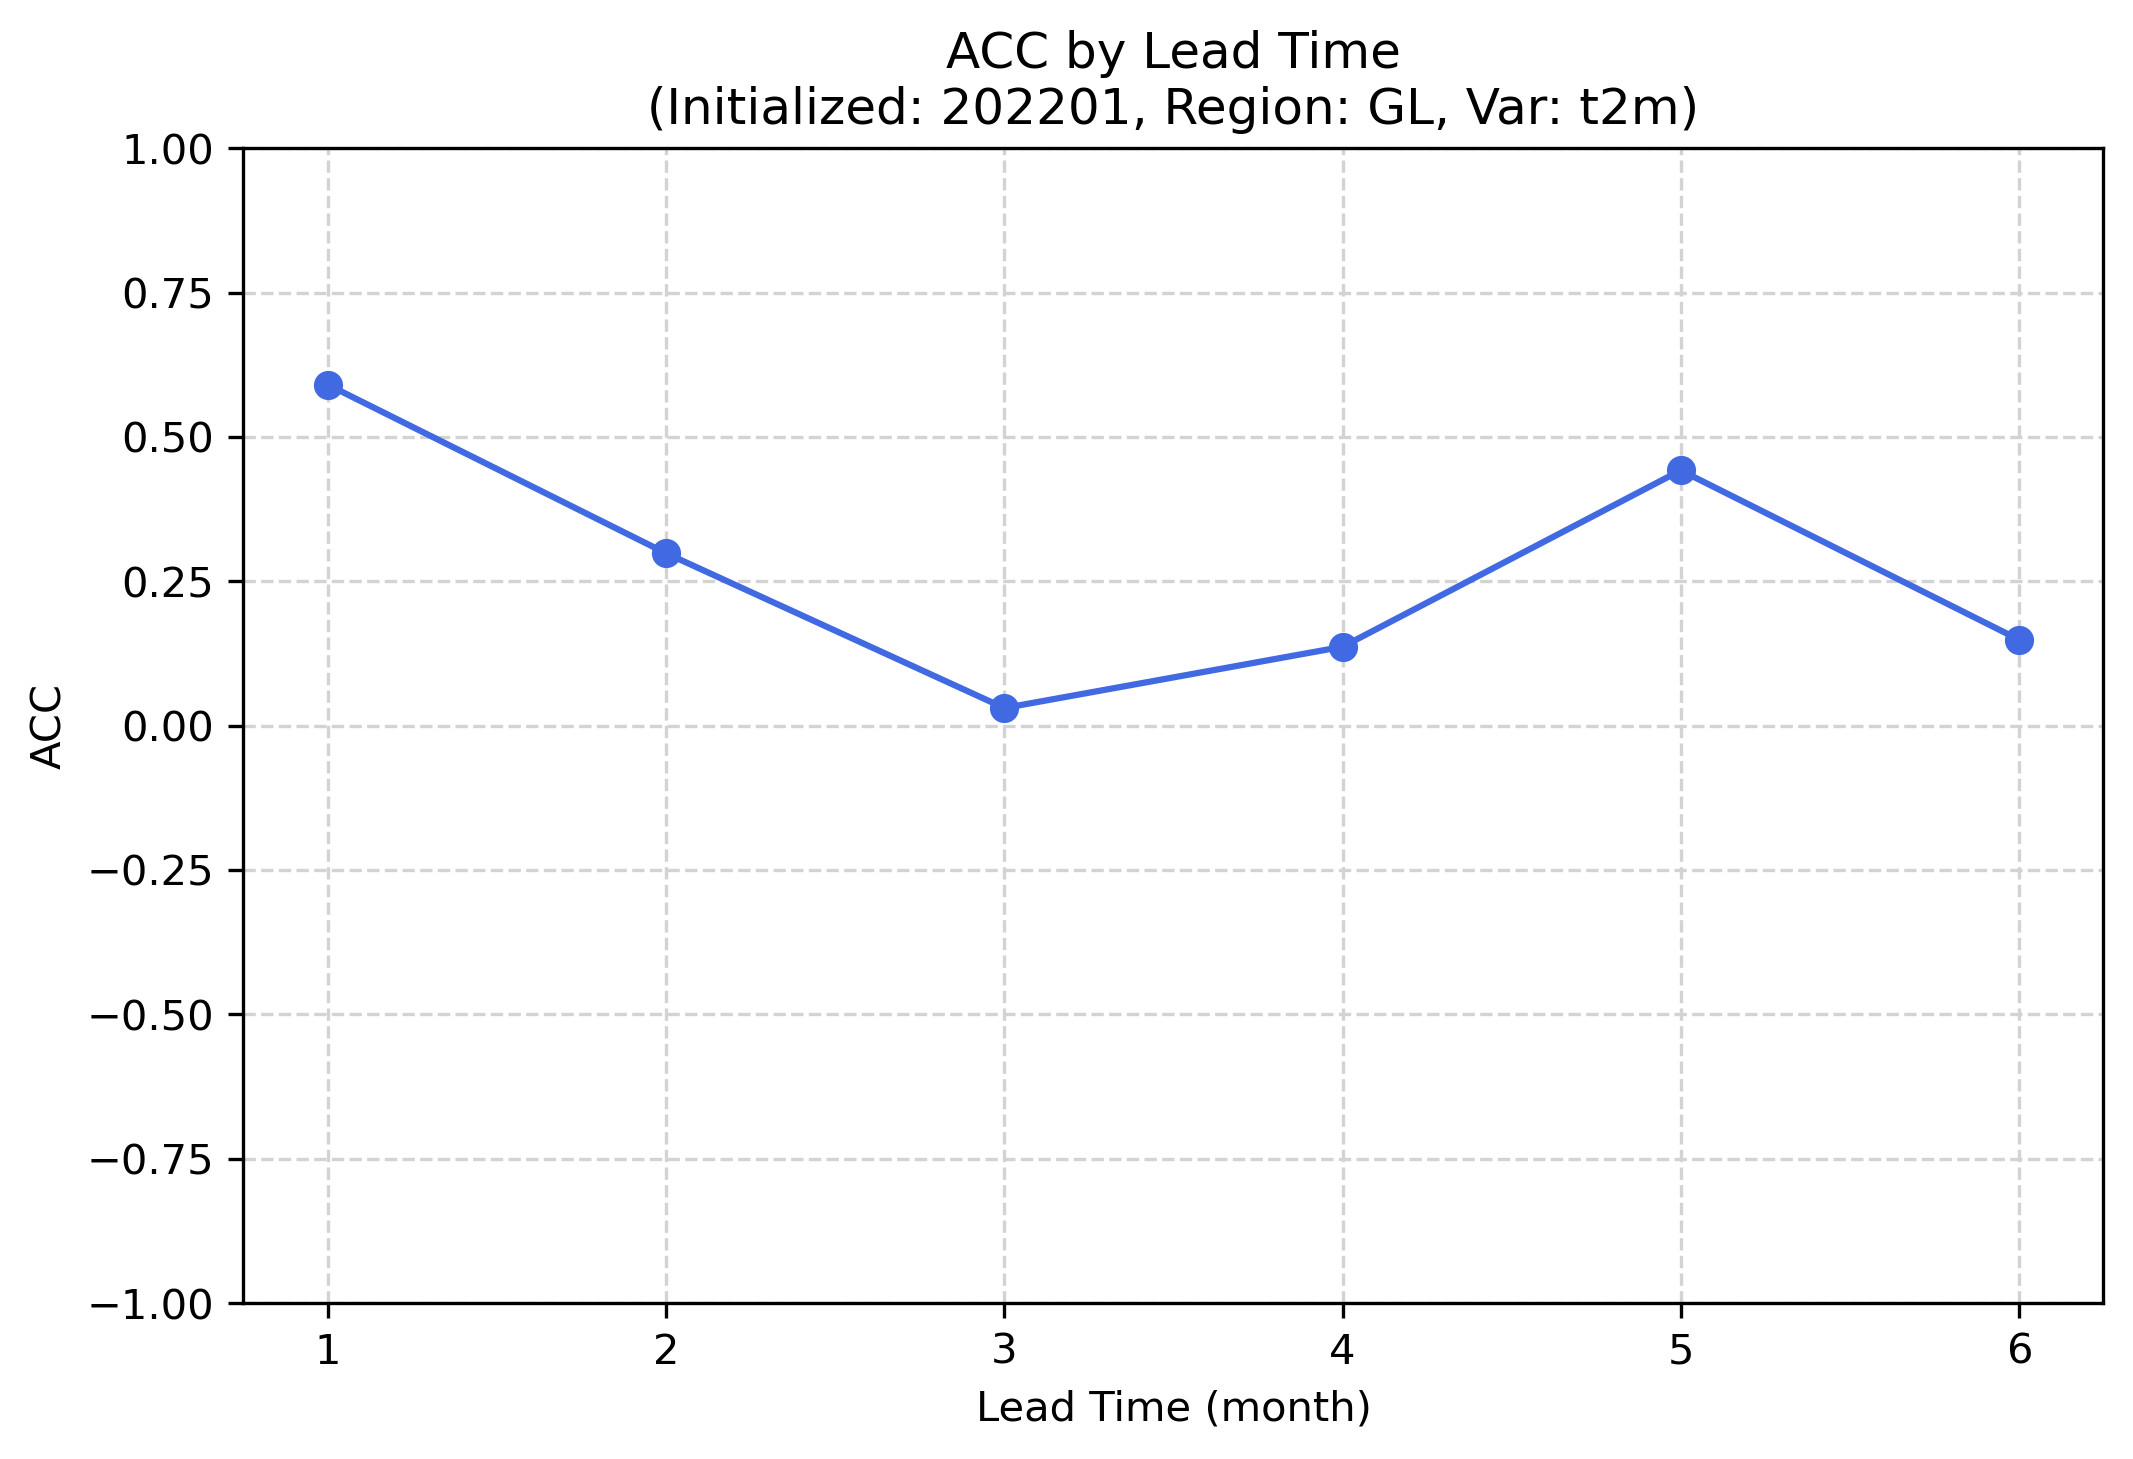 ACC by Lead Time
(Initialized: 202201, Region: GL, Var: t2m)
1.00
0.75
0.50
0.25
0.00
−0.25
−0.50
−0.75
−1.00
ACC
1 2 3 4 5 6
Lead Time (month)